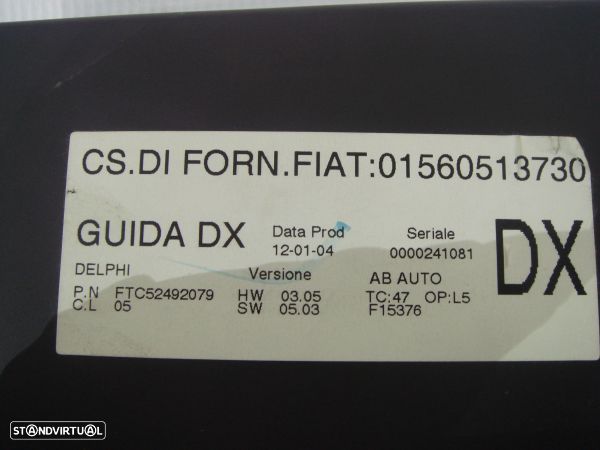 CS.DI FORN.FIAT:01560513730
GUIDA DX
Data Prod
12-01-04
Seriale
0000241081
DX
DELPHI
Versione
AB AUTO
P.N FTC52492079
HW 03.05
TC:47 OP:L5
C.L 05
SW 05.03
F15376
STANDVIRTUAL